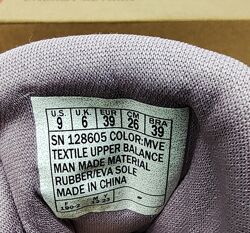 US UK EUR CM BRA
9 6 39 26 39
SN 128605 COLOR:MVE
TEXTILE UPPER BALANCE
MAN MADE MATERIAL
RUBBER/EVA SOLE
MADE IN CHINA